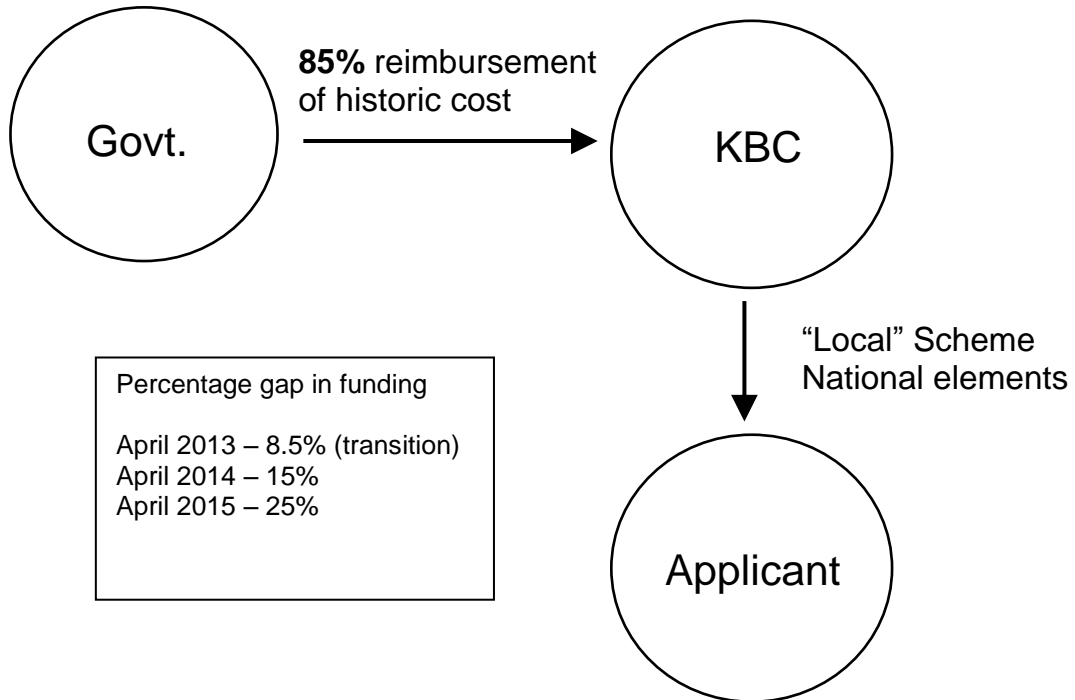 85% reimbursement
of historic cost
Govt.
KBC
“Local” Scheme
National elements
Percentage gap in funding
April 2013 – 8.5% (transition)
April 2014 – 15%
April 2015 – 25%
Applicant